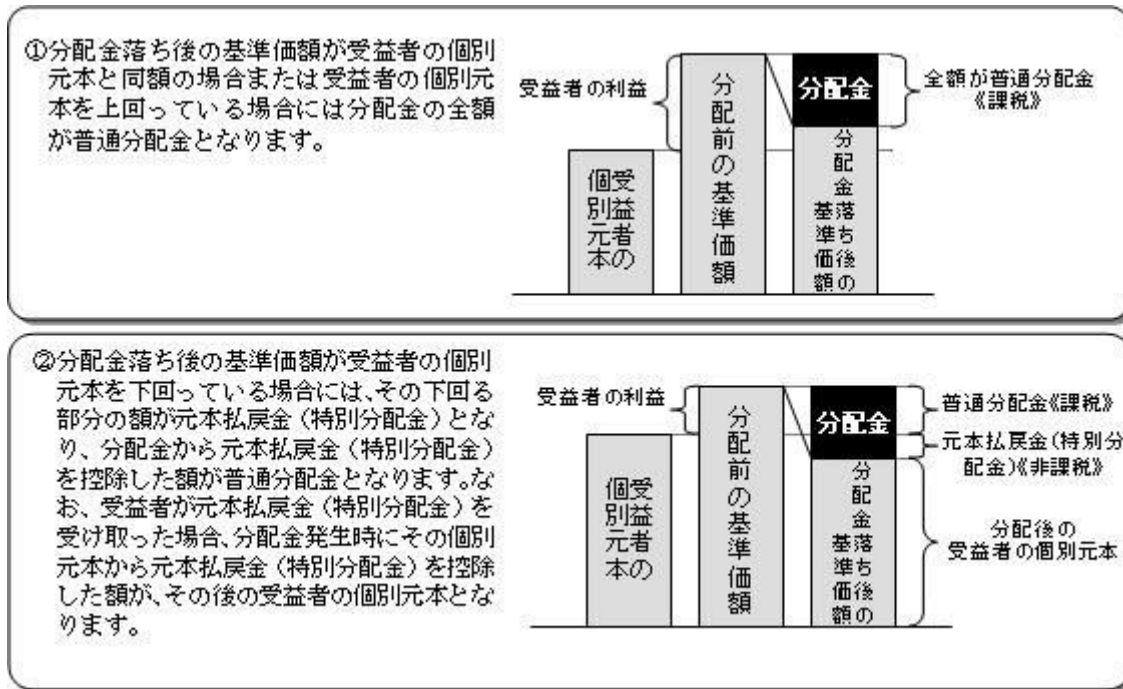 ①分配金落ち後の基準価額が受益者の個別
元本と同額の場合または受益者の個別元
本を上回っている場合には分配金の全額
が普通分配金となります。
受益者の利益
受益者の
個別元本
分配前の基準価額
分配金
分配金落ち後の
基準価額
全額が普通分配金
《課税》
②分配金落ち後の基準価額が受益者の個別
元本を下回っている場合には、その下回る
部分の額が元本払戻金(特別分配金)とな
り、分配金から元本払戻金(特別分配金)
を控除した額が普通分配金となります。な
お、受益者が元本払戻金(特別分配金)を
受け取った場合、分配金発生時にその個別
元本から元本払戻金(特別分配金)を控除
した額が、その後の受益者の個別元本とな
ります。
受益者の利益
受益者の
個別元本
分配前の基準価額
分配金
分配金落ち後の
基準価額
普通分配金《課税》
元本払戻金(特別分
配金)《非課税》
分配後の
受益者の個別元本